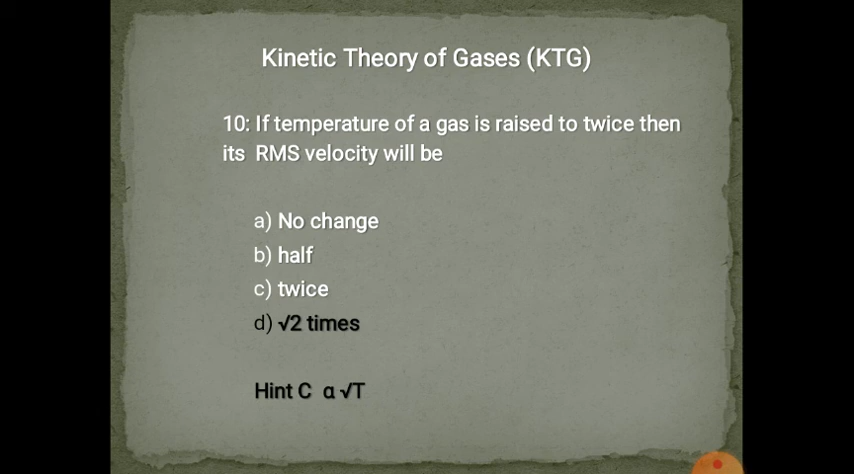 Kinetic Theory of Gases (KTG)
10: If temperature of a gas is raised to twice then
its RMS velocity will be
a) No change
b) half
c) twice
d) √2 times
Hint C α √T